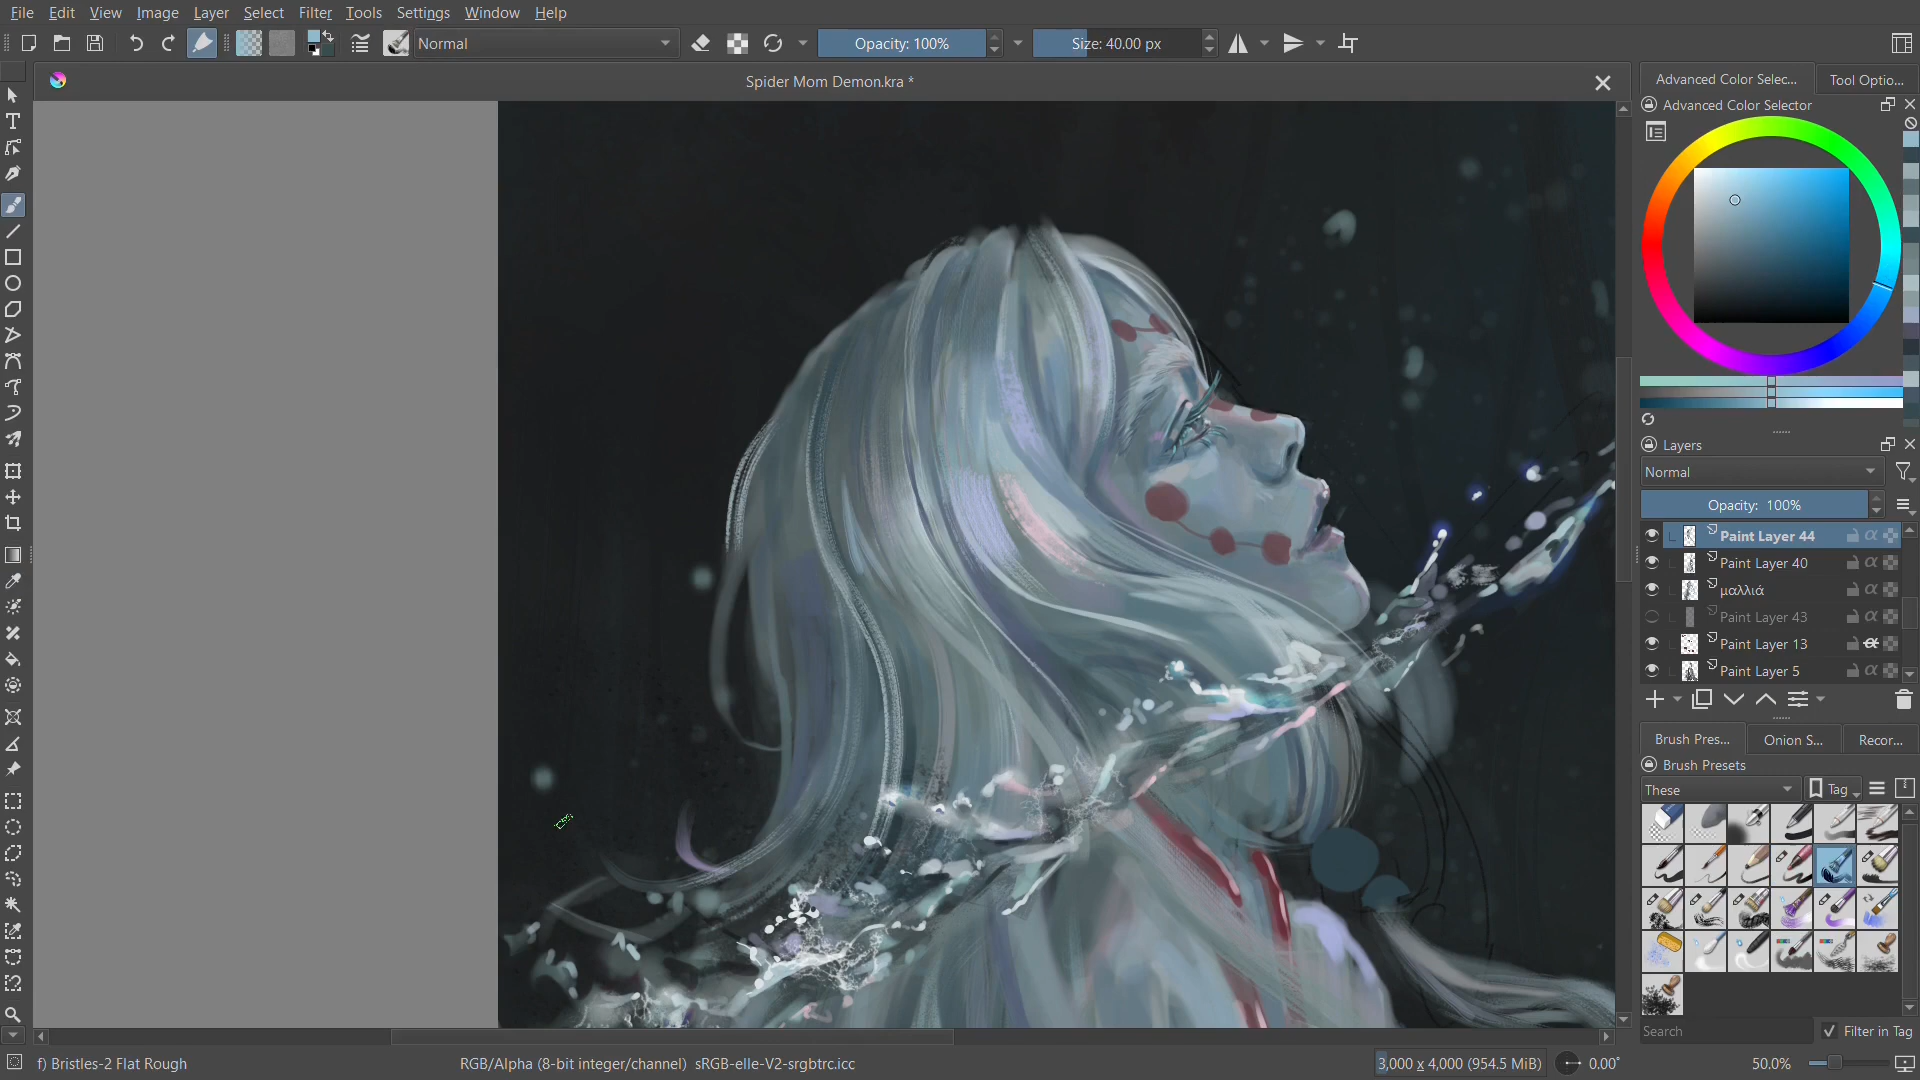 File Edit View Image Layer Select Filter Tools Settings Window Help
Normal
Opacity: 100%
Size: 40.00 px
Spider Mom Demon.kra *
Advanced Color Selec...
Tool Optio...
Advanced Color Selector
Layers
Normal
Opacity: 100%
Paint Layer 44
Paint Layer 40
μαλλιά
Paint Layer 43
Paint Layer 13
Paint Layer 5
Brush Pres...
Onion S...
Recor...
Brush Presets
These
Tag
Search
Filter in Tag
f) Bristles-2 Flat Rough
RGB/Alpha (8-bit integer/channel) sRGB-elle-V2-srgbtrc.icc
3,000 x 4,000 (954.5 MiB)
0.00°
50.0%